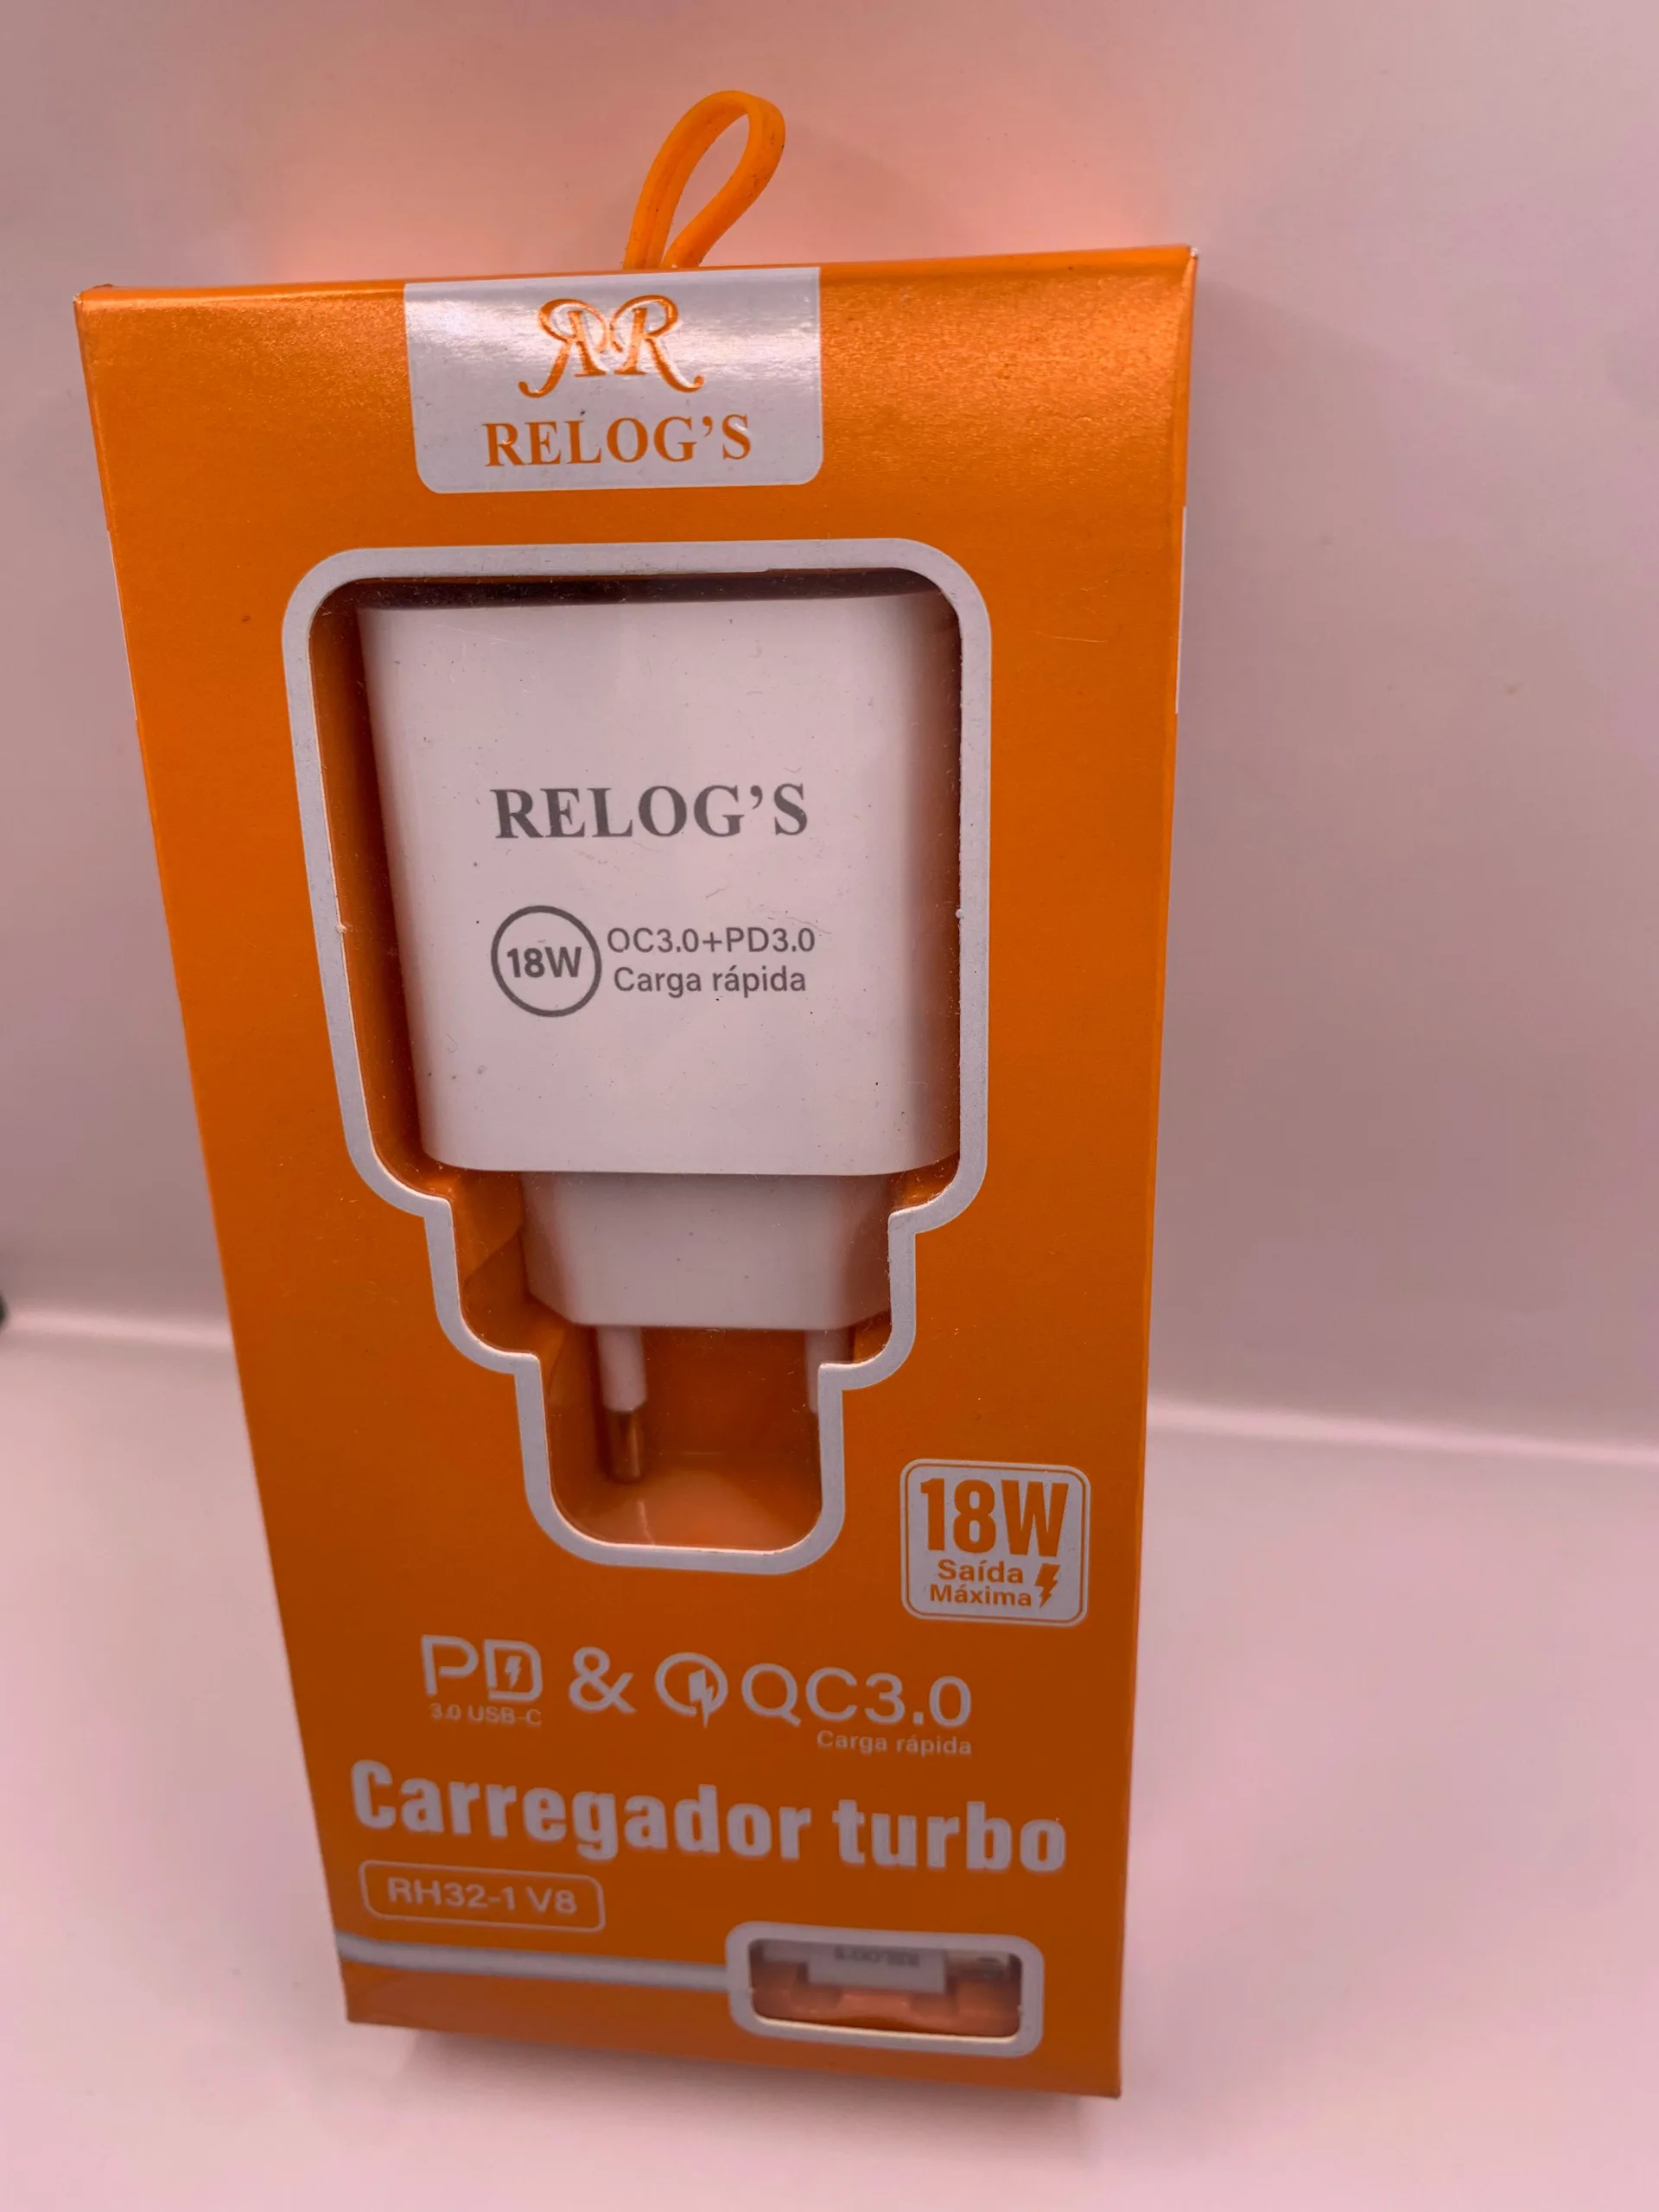 RR
RELOG'S
RELOG'S
18W
QC3.0+PD3.0
Carga rápida
18W
Saída
Máxima
PD & QC3.0
3.0 USB-C
Carga rápida
Carregador turbo
RH32-1 V8
RELOG'S